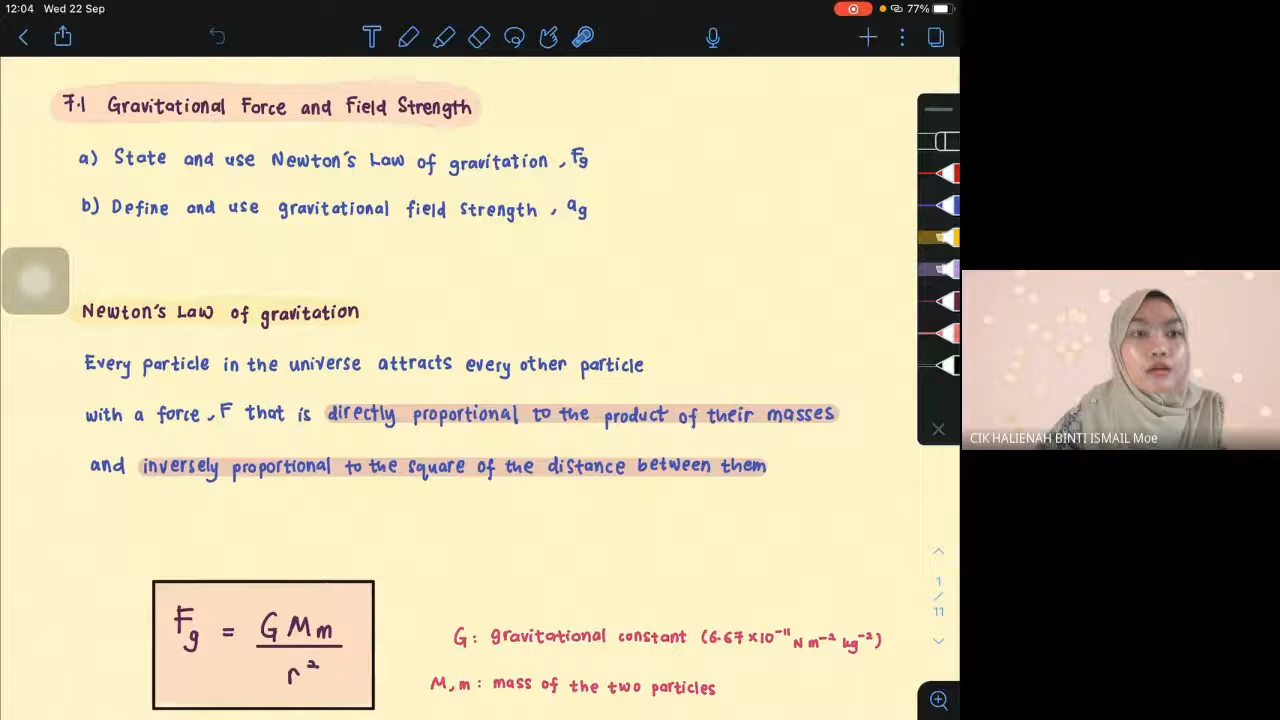 12:04 Wed 22 Sep
77%
7.1 Gravitational Force and Field Strength
a) State and use Newton's Law of gravitation, Fg
b) Define and use gravitational field strength, ag
Newton's Law of gravitation
Every particle in the universe attracts every other particle
with a force, F that is directly proportional to the product of their masses
and inversely proportional to the square of the distance between them
Fg = GMm / r²
G: gravitational constant (6.67 × 10⁻¹¹ N m⁻² kg⁻²)
M, m: mass of the two particles
1
/
11
CIK HALIENAH BINTI ISMAIL Moe